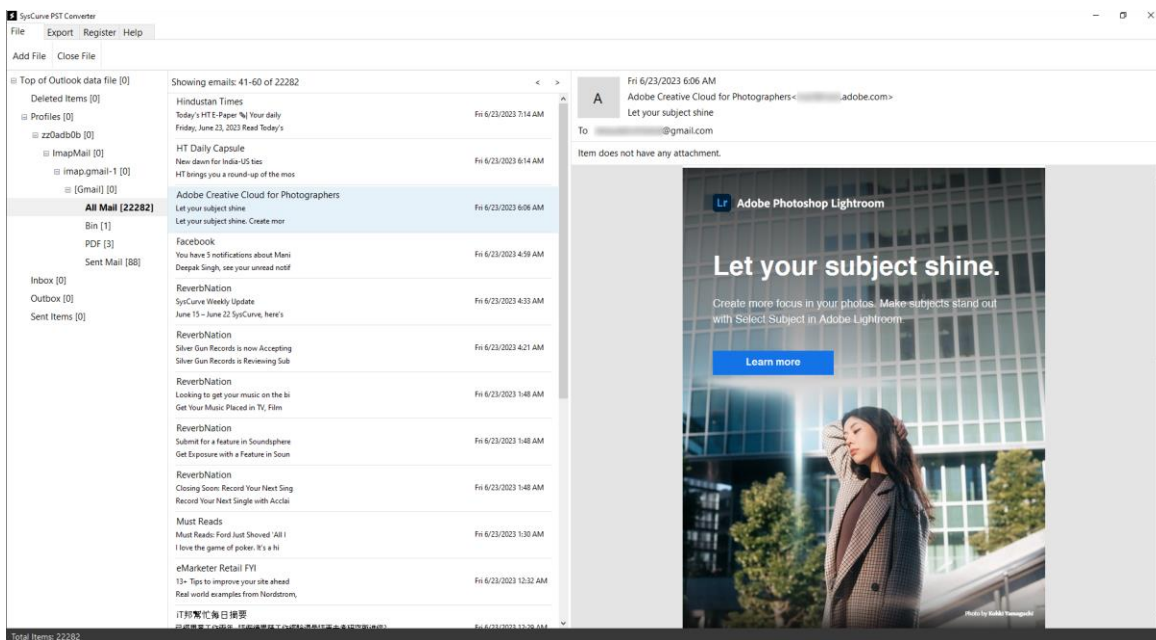 SysCurve PST Converter
File Export Register Help
Add File Close File
Top of Outlook data file [0]
Deleted Items [0]
Profiles [0]
zz0adb0b [0]
ImapMail [0]
imap.gmail-1 [0]
[Gmail] [0]
All Mail [22282]
Bin [1]
PDF [3]
Sent Mail [88]
Inbox [0]
Outbox [0]
Sent Items [0]
Showing emails: 41-60 of 22282 < >
Hindustan Times
Today's HT E-Paper | Your daily Fri 6/23/2023 7:14 AM
Friday, June 23, 2023 Read Today's
HT Daily Capsule
New dawn for India-US ties Fri 6/23/2023 6:14 AM
HT brings you a round-up of the mos
Adobe Creative Cloud for Photographers
Let your subject shine Fri 6/23/2023 6:06 AM
Let your subject shine. Create mor
Facebook
You have 5 notifications about Mani Fri 6/23/2023 4:59 AM
Deepak Singh, see your unread notif
ReverbNation
SysCurve Weekly Update Fri 6/23/2023 4:33 AM
June 15 – June 22 SysCurve, here's
ReverbNation
Silver Gun Records is now Accepting Fri 6/23/2023 4:21 AM
Silver Gun Records is Reviewing Sub
ReverbNation
Looking to get your music on the bi Fri 6/23/2023 1:48 AM
Get Your Music Placed in TV, Film
ReverbNation
Submit for a feature in Soundsphere Fri 6/23/2023 1:48 AM
Get Exposure with a Feature in Soun
ReverbNation
Closing Soon: Record Your Next Sing Fri 6/23/2023 1:48 AM
Record Your Next Single with Acclai
Must Reads
Must Reads: Ford Just Shoved 'All I Fri 6/23/2023 1:30 AM
I love the game of poker. It's a hi
eMarketer Retail FYI
13+ Tips to improve your site ahead Fri 6/23/2023 12:32 AM
Real world examples from Nordstrom,
iT邦幫忙每日摘要
Fri 6/23/2023 12:29 AM
Total Items: 22282
A
Fri 6/23/2023 6:06 AM
Adobe Creative Cloud for Photographers< .adobe.com>
Let your subject shine
To @gmail.com
Item does not have any attachment.
Lr Adobe Photoshop Lightroom
Let your subject shine.
Create more focus in your photos. Make subjects stand out
with Select Subject in Adobe Lightroom.
Learn more
Photo by Kohki Yamaguchi